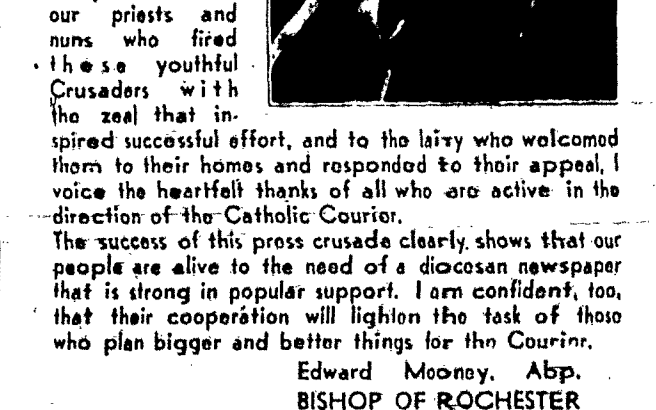 our priests and
nuns who fired
these youthful
Crusaders with
the zeal that in-
spired successful effort, and to the laity who welcomed
them to their homes and responded to their appeal, I
voice the heartfelt thanks of all who are active in the
direction of the Catholic Courier.
The success of this press crusade clearly shows that our
people are alive to the need of a diocesan newspaper
that is strong in popular support. I am confident, too,
that their cooperation will lighten the task of those
who plan bigger and better things for the Courier.
Edward Mooney, Abp.
BISHOP OF ROCHESTER